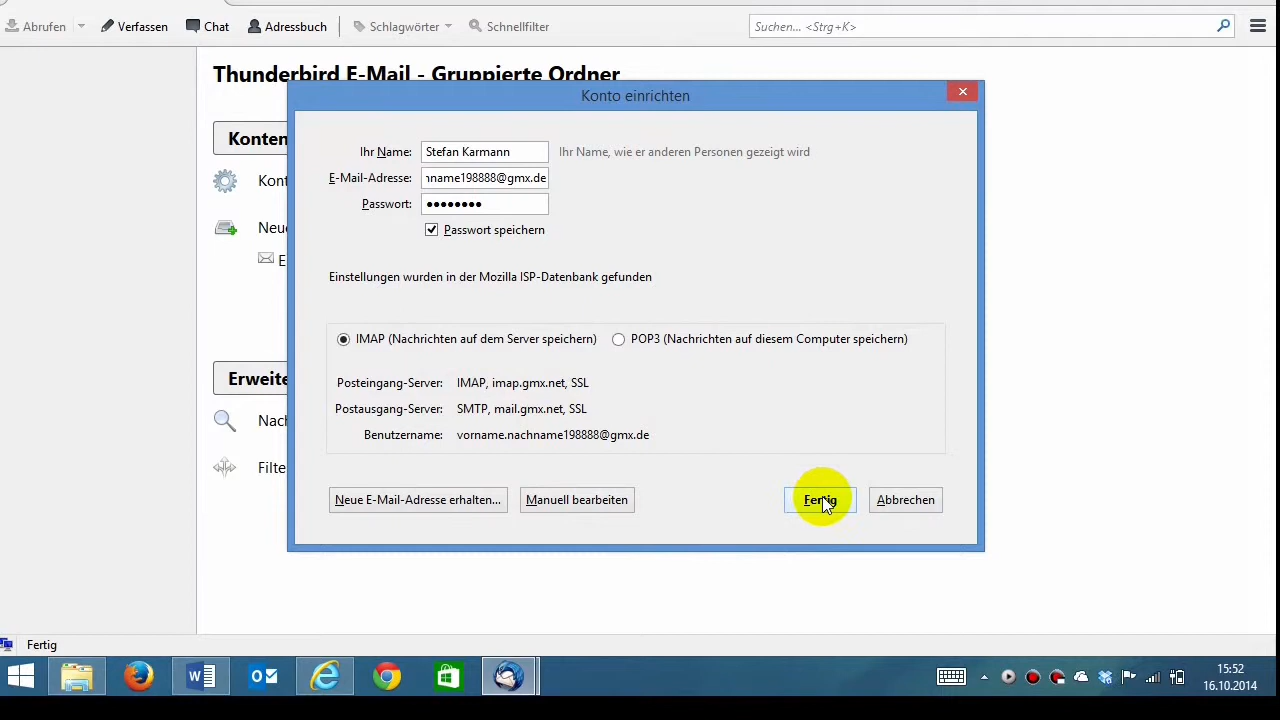 Abrufen Verfassen Chat Adressbuch Schlagwörter Schnellfilter Suchen... <Strg+K>
Thunderbird E-Mail - Gruppierte Ordner
Konto einrichten
Konten
Ihr Name: Stefan Karmann Ihr Name, wie er anderen Personen gezeigt wird
E-Mail-Adresse: nname198888@gmx.de
Kont
Passwort: ●●●●●●●●
Neue
Passwort speichern
E
Einstellungen wurden in der Mozilla ISP-Datenbank gefunden
IMAP (Nachrichten auf dem Server speichern) POP3 (Nachrichten auf diesem Computer speichern)
Erweite
Posteingang-Server: IMAP, imap.gmx.net, SSL
Postausgang-Server: SMTP, mail.gmx.net, SSL
Nach
Benutzername: vorname.nachname198888@gmx.de
Filte
Neue E-Mail-Adresse erhalten... Manuell bearbeiten Fertig Abbrechen
Fertig
15:52
16.10.2014